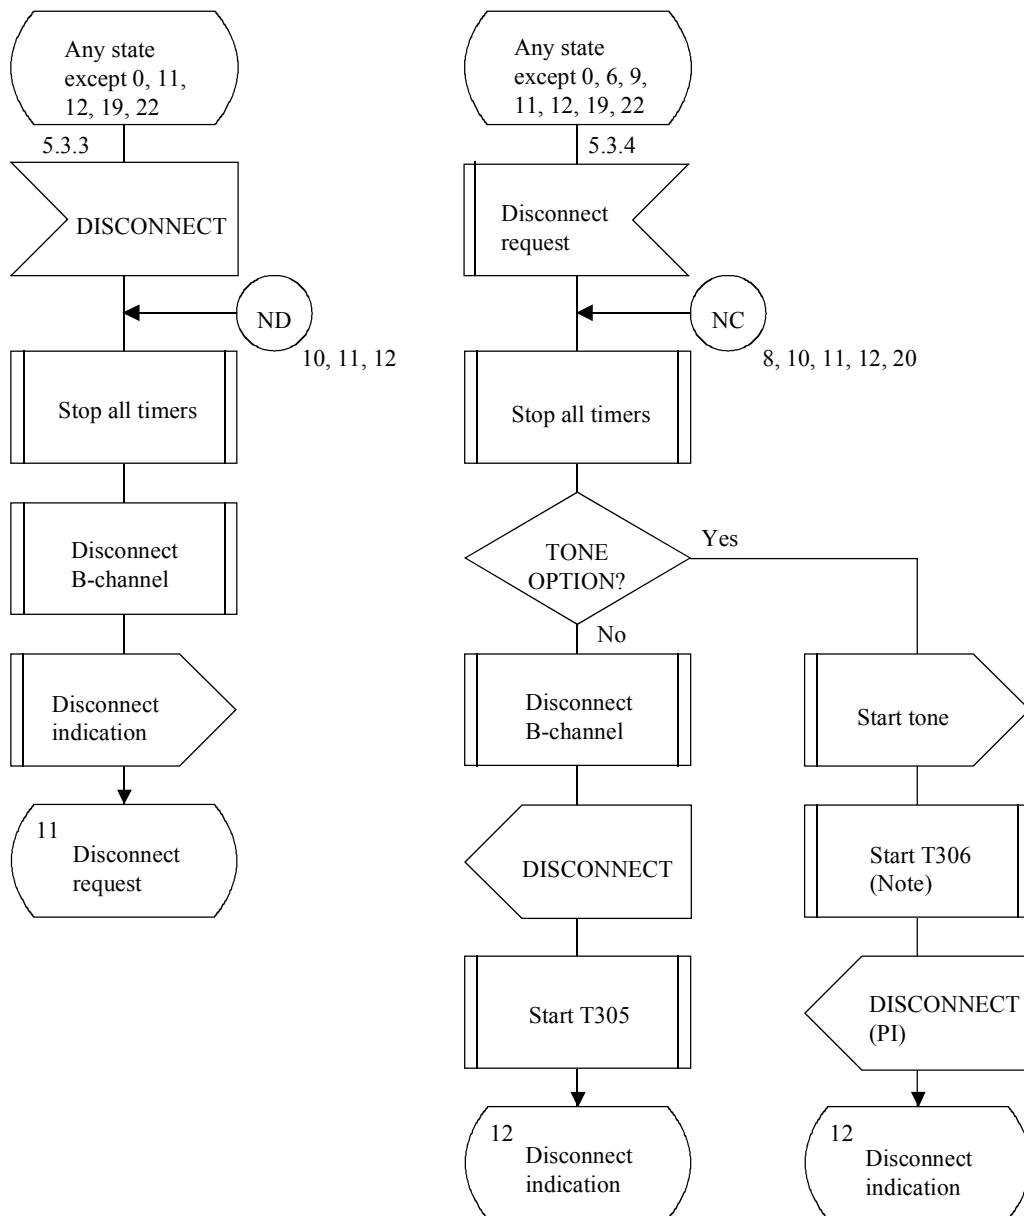 Any state
except 0, 11,
12, 19, 22
5.3.3
DISCONNECT
ND
10, 11, 12
Stop all timers
Disconnect
B-channel
Disconnect
indication
11
Disconnect
request
Any state
except 0, 6, 9,
11, 12, 19, 22
5.3.4
Disconnect
request
NC
8, 10, 11, 12, 20
Stop all timers
TONE
OPTION?
Yes
No
Disconnect
B-channel
DISCONNECT
Start T305
12
Disconnect
indication
Start tone
Start T306
(Note)
DISCONNECT
(PI)
12
Disconnect
indication